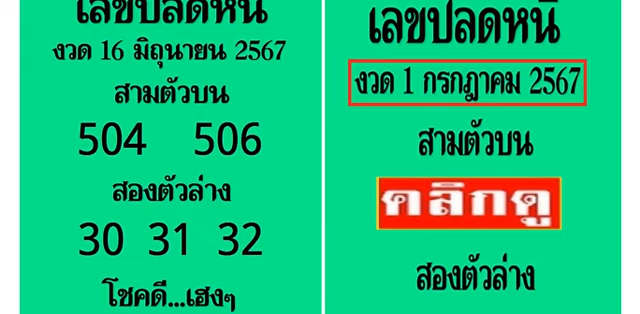 เลขปลดหนี้
งวด 16 มิถุนายน 2567
สามตัวบน
504 506
สองตัวล่าง
30 31 32
โชคดี...เฮงๆ
เลขปลดหนี้
งวด 1 กรกฎาคม 2567
สามตัวบน
คลิกดู
สองตัวล่าง